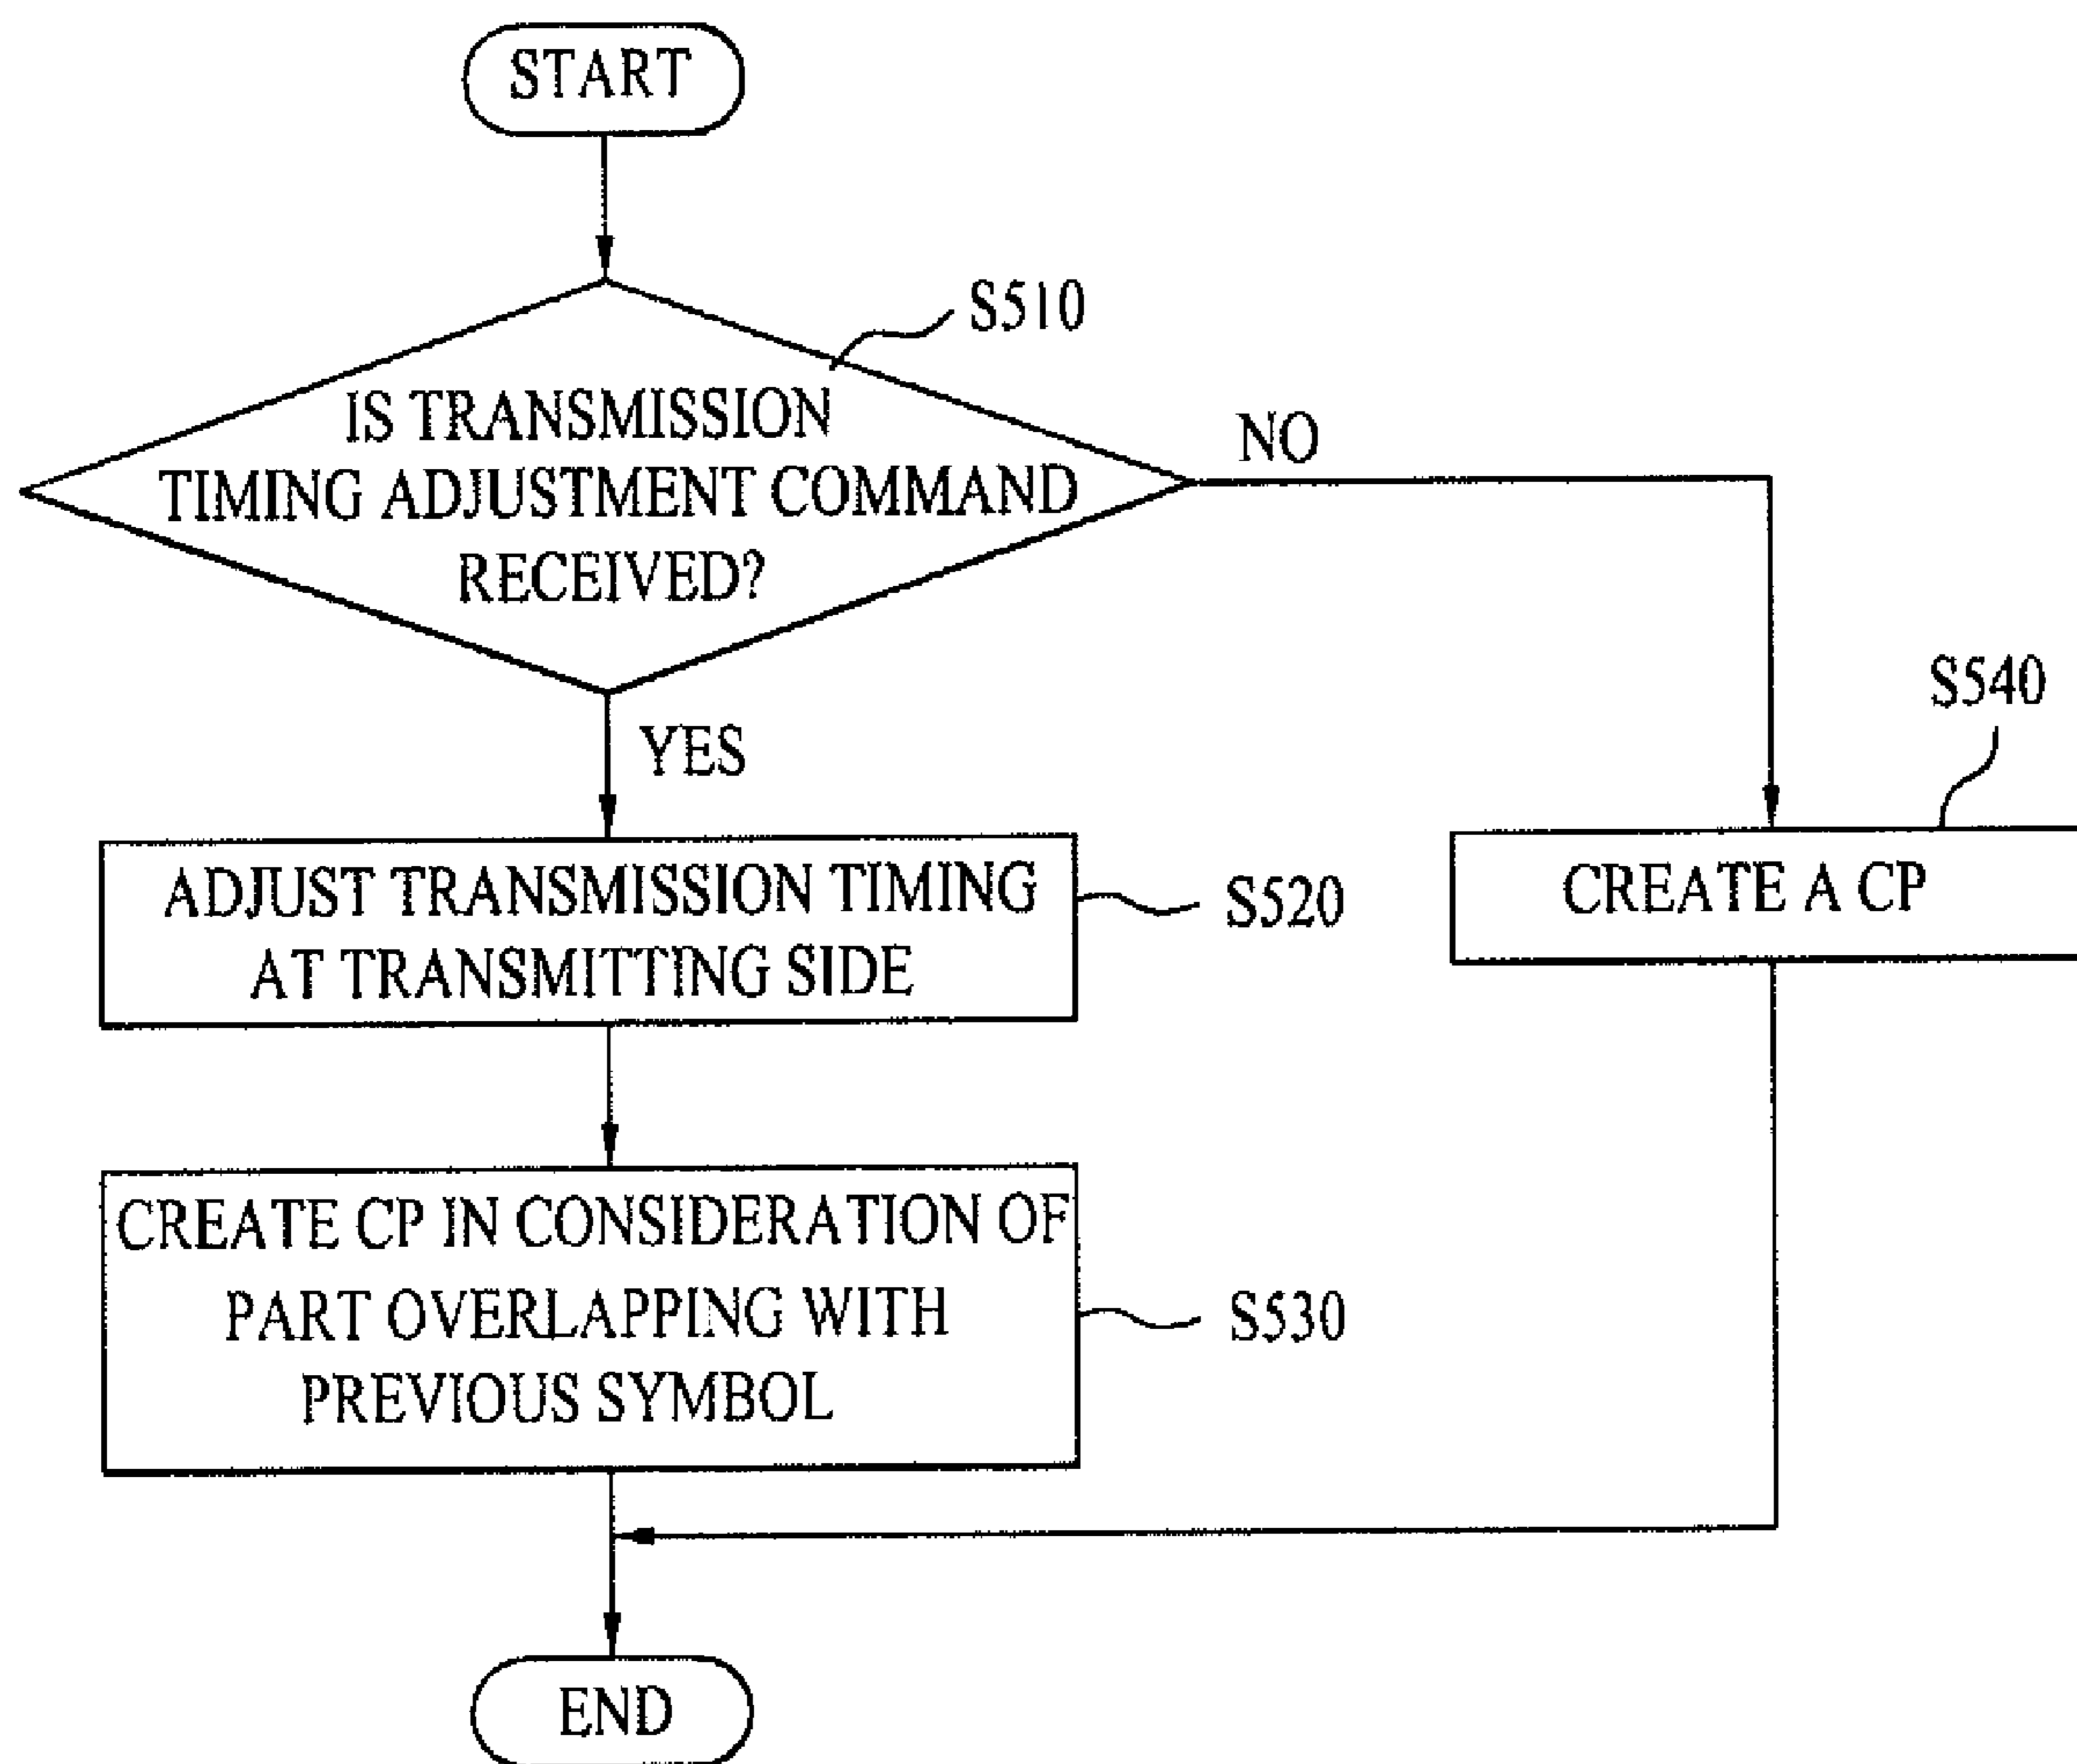 START
S510
IS TRANSMISSION
TIMING ADJUSTMENT COMMAND
RECEIVED?
NO
YES
S540
ADJUST TRANSMISSION TIMING
AT TRANSMITTING SIDE
S520
CREATE A CP
CREATE CP IN CONSIDERATION OF
PART OVERLAPPING WITH
PREVIOUS SYMBOL
S530
END